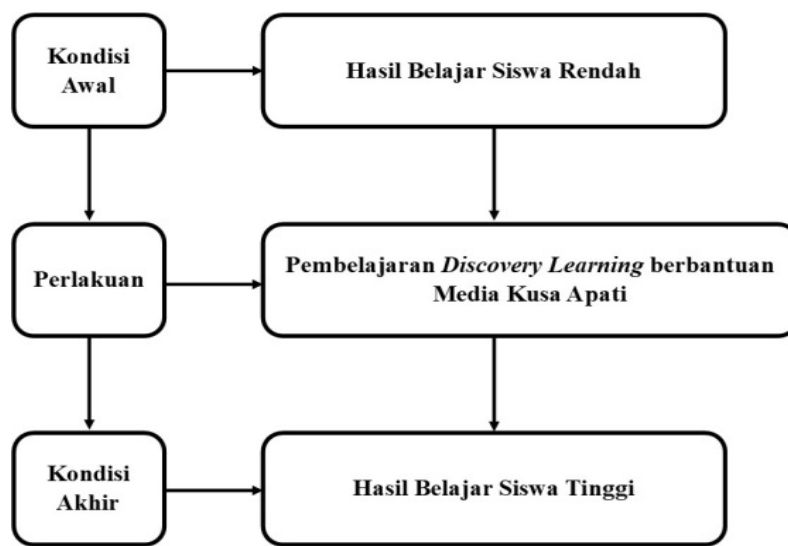 Kondisi
Awal
Hasil Belajar Siswa Rendah
Perlakuan
Pembelajaran Discovery Learning berbantuan
Media Kusa Apati
Kondisi
Akhir
Hasil Belajar Siswa Tinggi